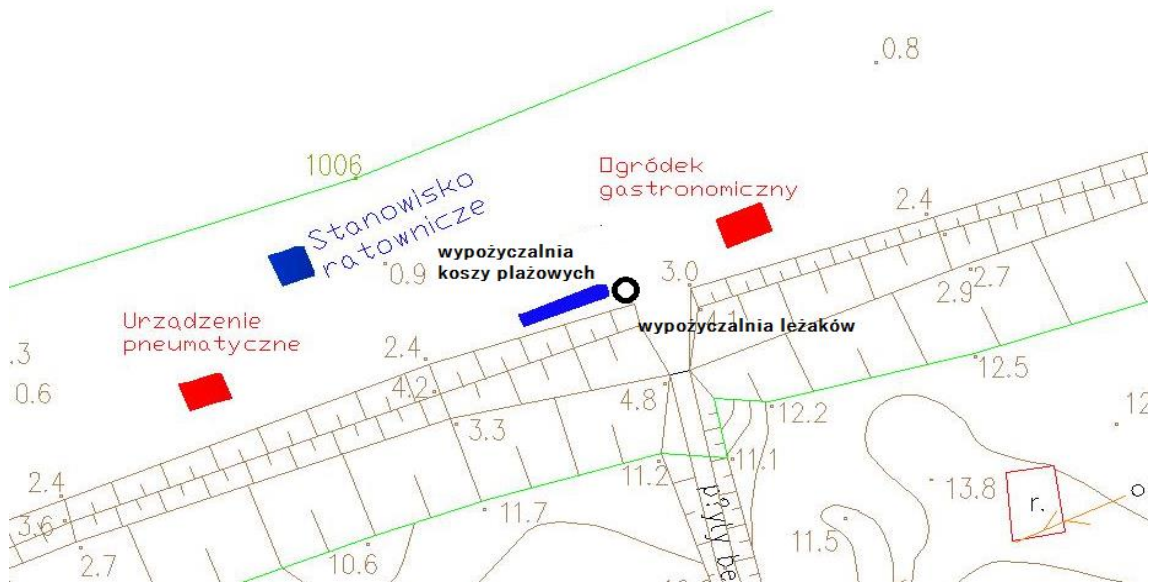 0.8
1006
Ogródek
gastronomiczny
Stanowisko
ratownicze
2.4
wypożyczalnia
koszy plażowych
0.9
3.0
2.7
2.9
4.1
wypożyczalnia leżaków
Urządzenie
pneumatyczne
.3
2.4
0.6
4.2
12.5
4.8
12.2
12
3.3
11.2
11.1
2.4
13.8
r.
o
3.6
11.7
11.5
2.7
10.6